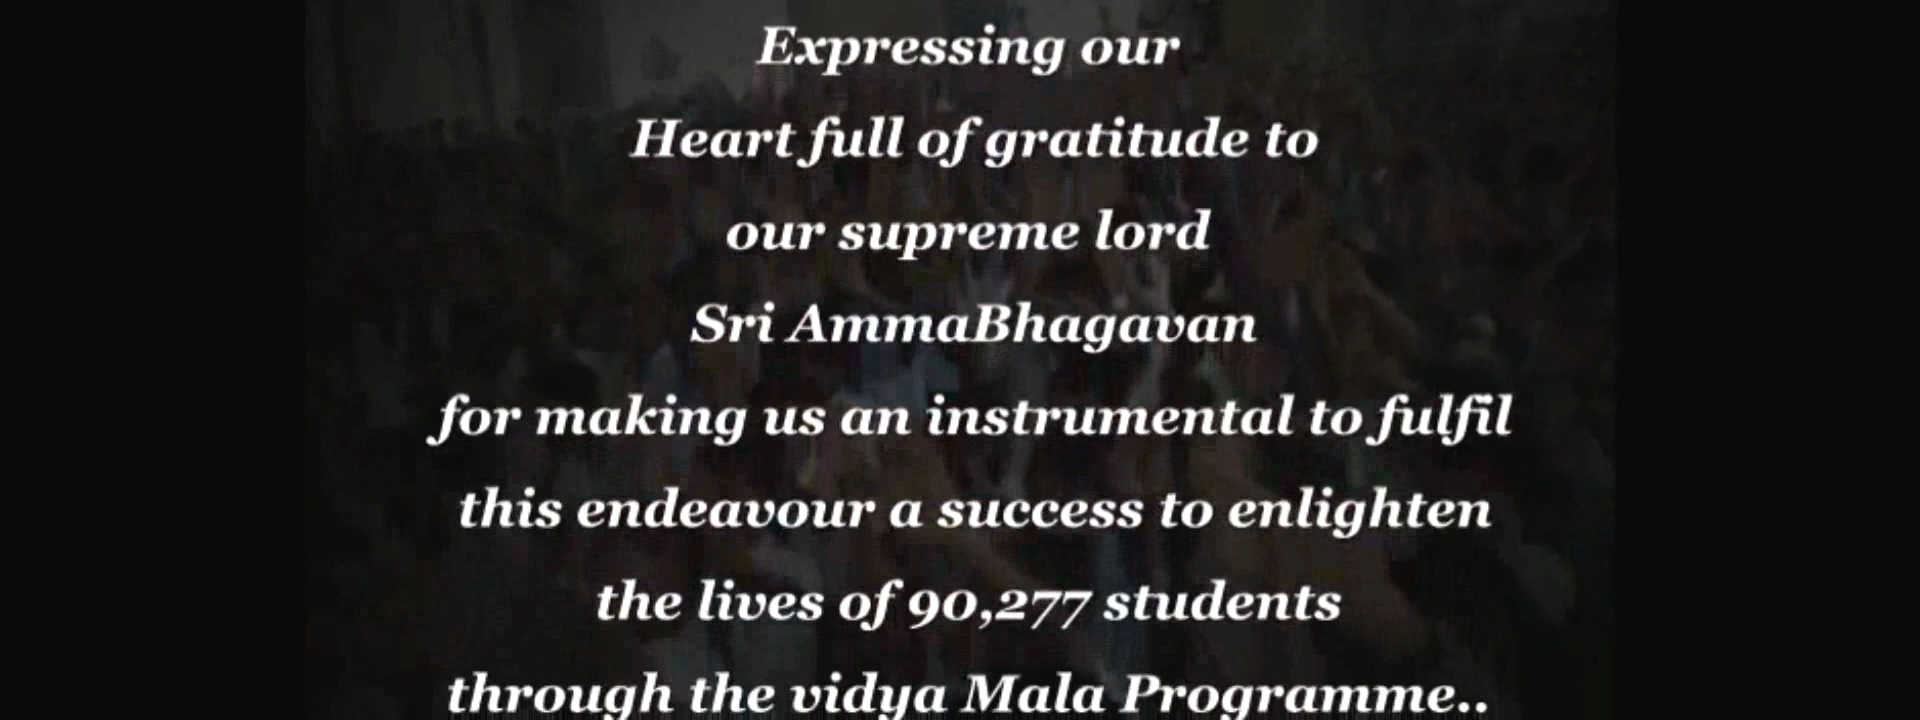 Expressing our
Heart full of gratitude to
our supreme lord
Sri AmmaBhagavan
for making us an instrumental to fulfil
this endeavour a success to enlighten
the lives of 90,277 students
through the vidya Mala Programme..